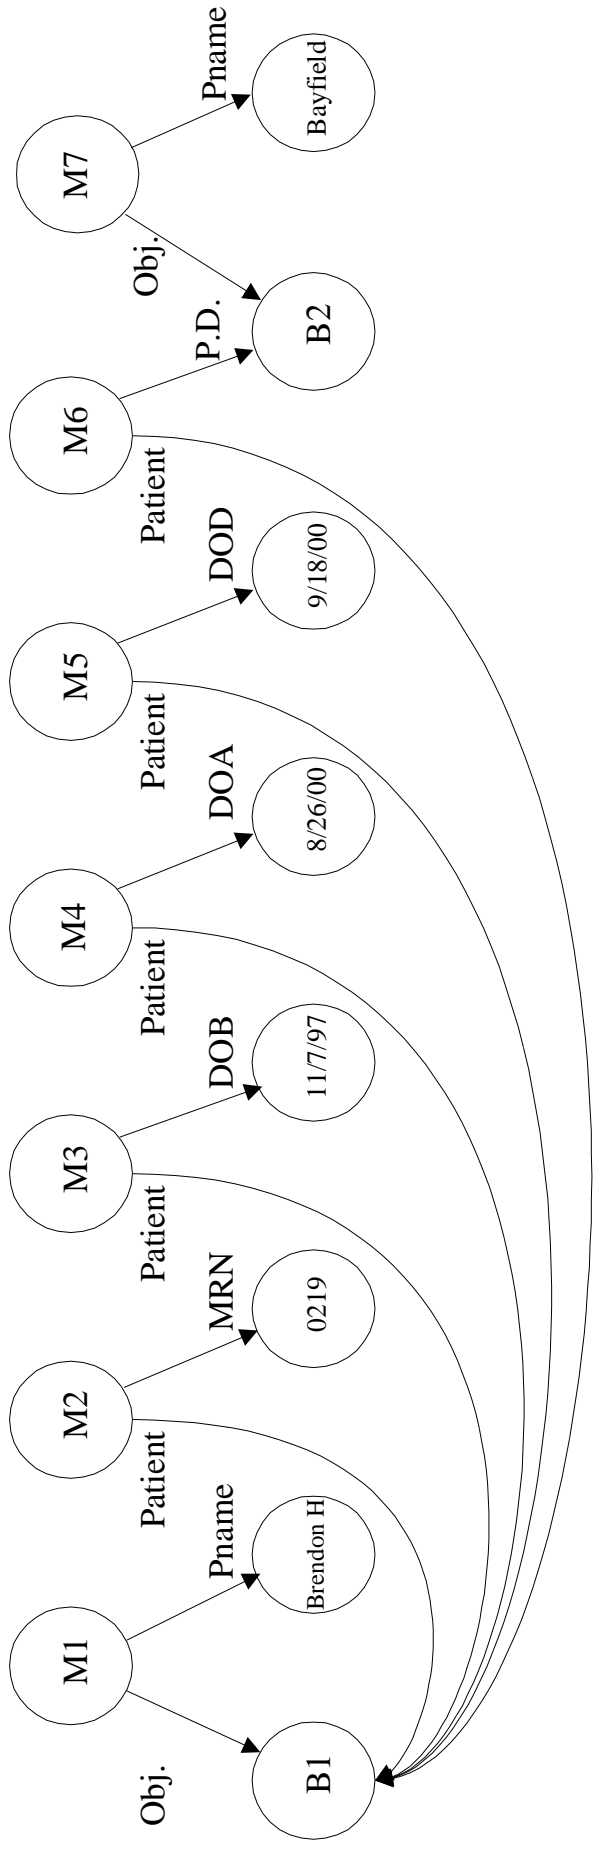 M1
M2
M3
M4
M5
M6
M7
Obj.
Pname
Patient
MRN
Patient
DOB
Patient
DOA
Patient
DOD
Patient
P.D.
Obj.
Pname
B1
Brendon H
0219
11/7/97
8/26/00
9/18/00
B2
Bayfield